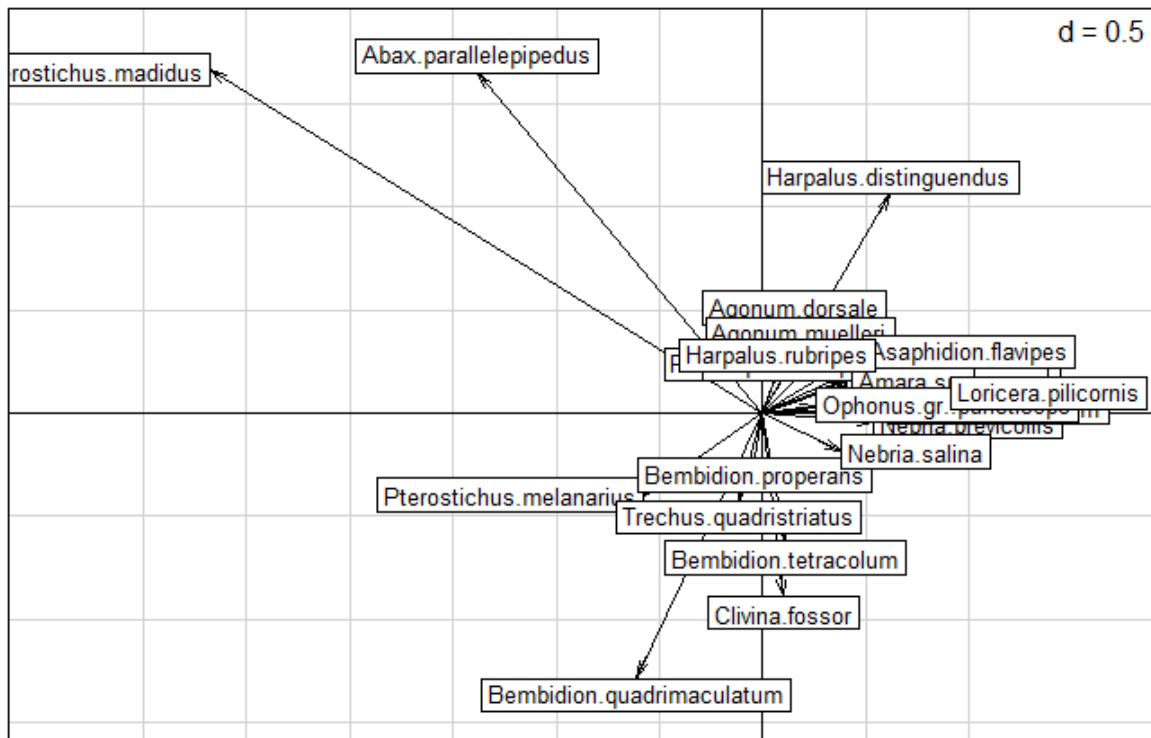 d = 0.5
Abax.parallelepipedus
erostichus.madidus
Harpalus.distinguendus
Agonum.dorsale
Agonum.muelleri
Harpalus.rubripes
Asaphidion.flavipes
Loricera.pilicornis
Ophonus.gr.
Nebria.brevicollis
Nebria.salina
Bembidion.properans
Pterostichus.melanarius
Trechus.quadristriatus
Bembidion.tetracolum
Clivina.fossor
Bembidion.quadrimaculatum